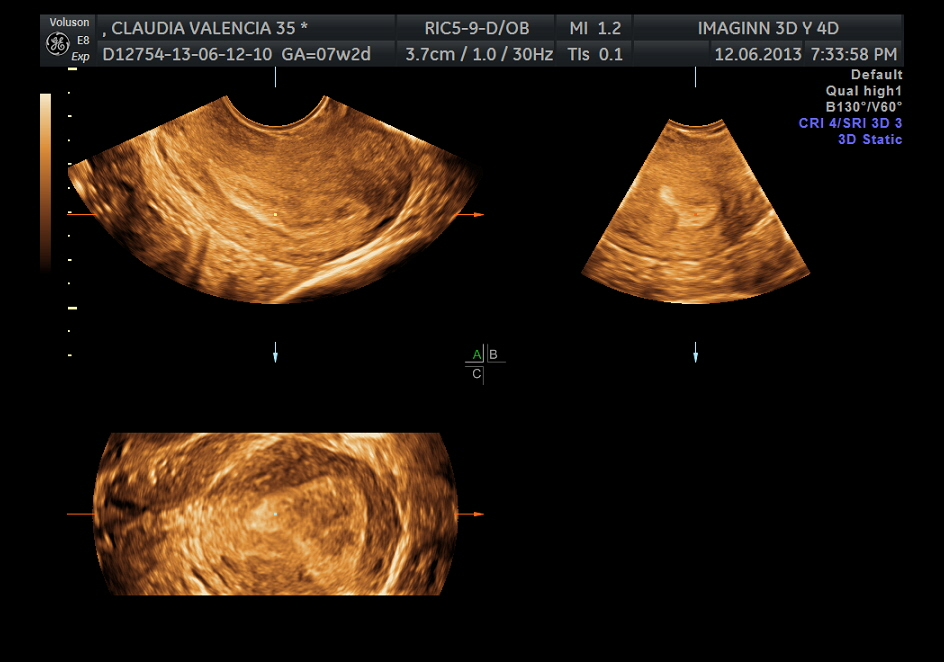 Voluson
E8
Exp
, CLAUDIA VALENCIA 35 *
RIC5-9-D/OB
MI 1.2
IMAGINN 3D Y 4D
D12754-13-06-12-10 GA=07w2d
3.7cm / 1.0 / 30Hz
TIs 0.1
12.06.2013 7:33:58 PM
Default
Qual high1
B130°/V60°
CRI 4/SRI 3D 3
3D Static
A B
C